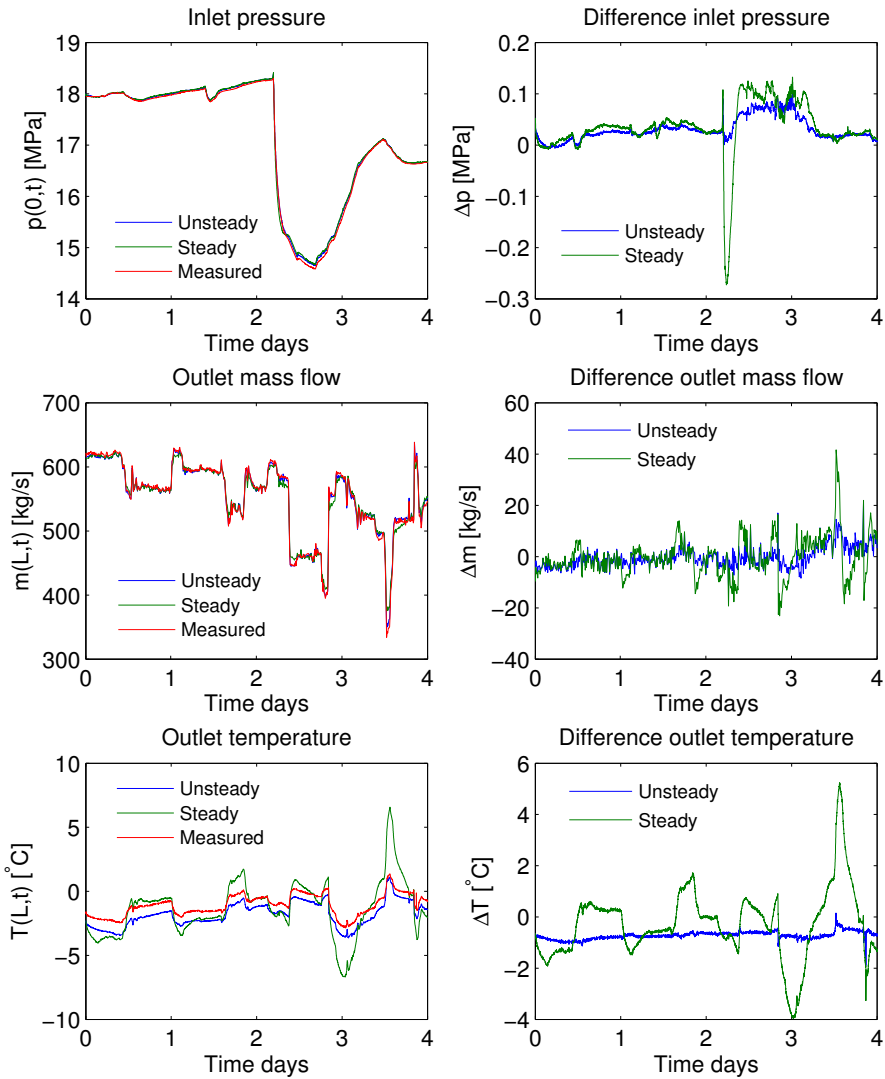 Inlet pressure
19
18
17
16
15
14
p(0,t) [MPa]
Unsteady
Steady
Measured
0
1
2
3
4
Time days
Difference inlet pressure
0.2
0.1
0
−0.1
−0.2
−0.3
Δp [MPa]
Unsteady
Steady
0
1
2
3
4
Time days
Outlet mass flow
700
600
500
400
300
m(L,t) [kg/s]
Unsteady
Steady
Measured
0
1
2
3
4
Time days
Difference outlet mass flow
60
40
20
0
−20
−40
Δm [kg/s]
Unsteady
Steady
0
1
2
3
4
Time days
Outlet temperature
10
5
0
−5
−10
T(L,t) [°C]
Unsteady
Steady
Measured
0
1
2
3
4
Time days
Difference outlet temperature
6
4
2
0
−2
−4
ΔT [°C]
Unsteady
Steady
0
1
2
3
4
Time days